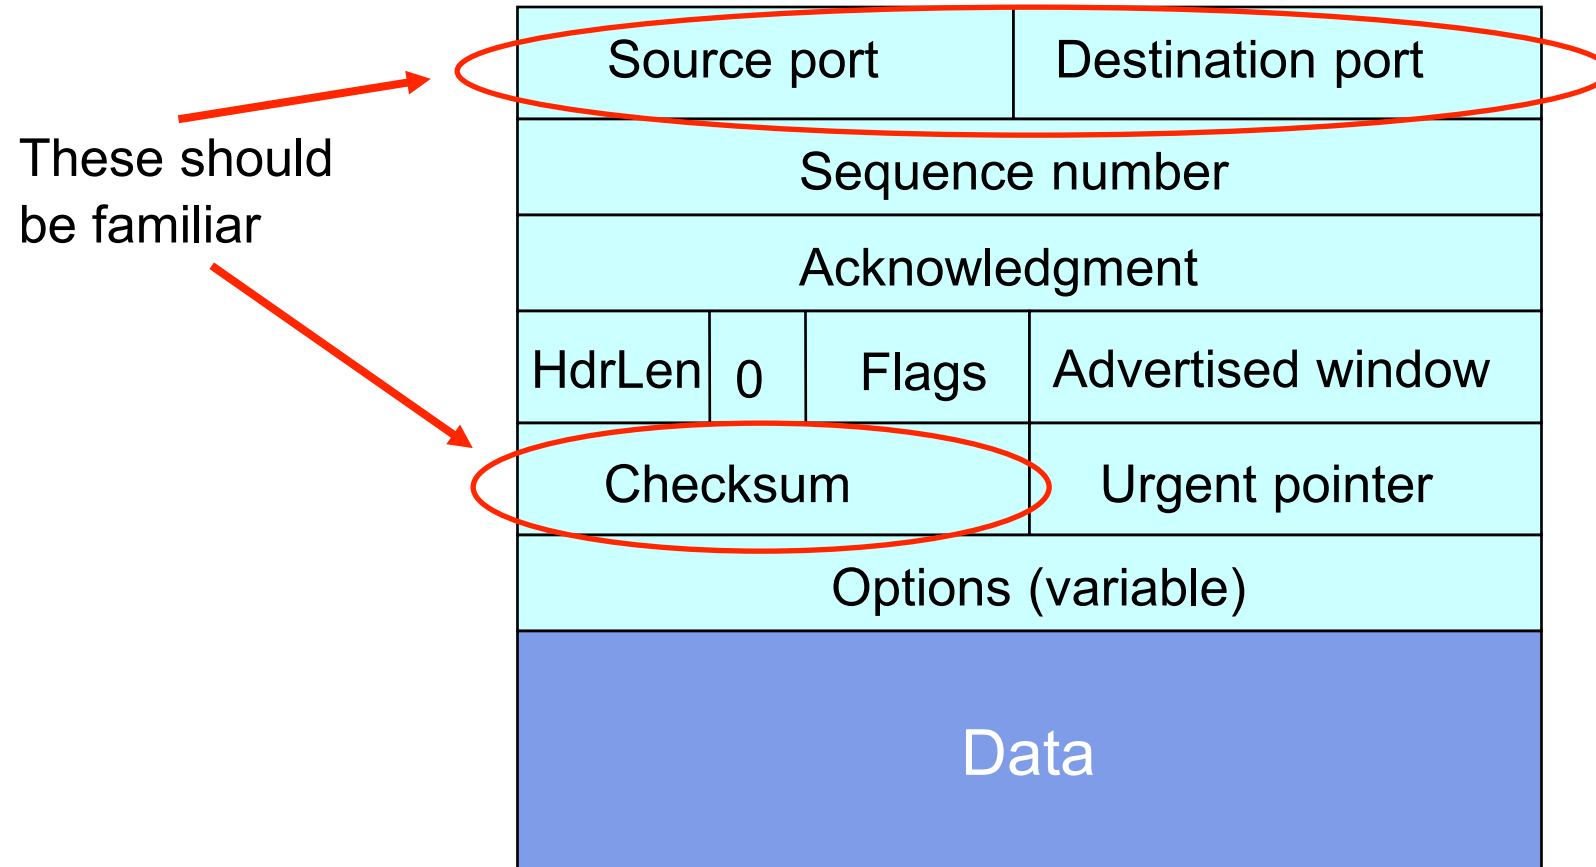 Source port
Destination port
These should
be familiar
Sequence number
Acknowledgment
HdrLen
0
Flags
Advertised window
Checksum
Urgent pointer
Options (variable)
Data